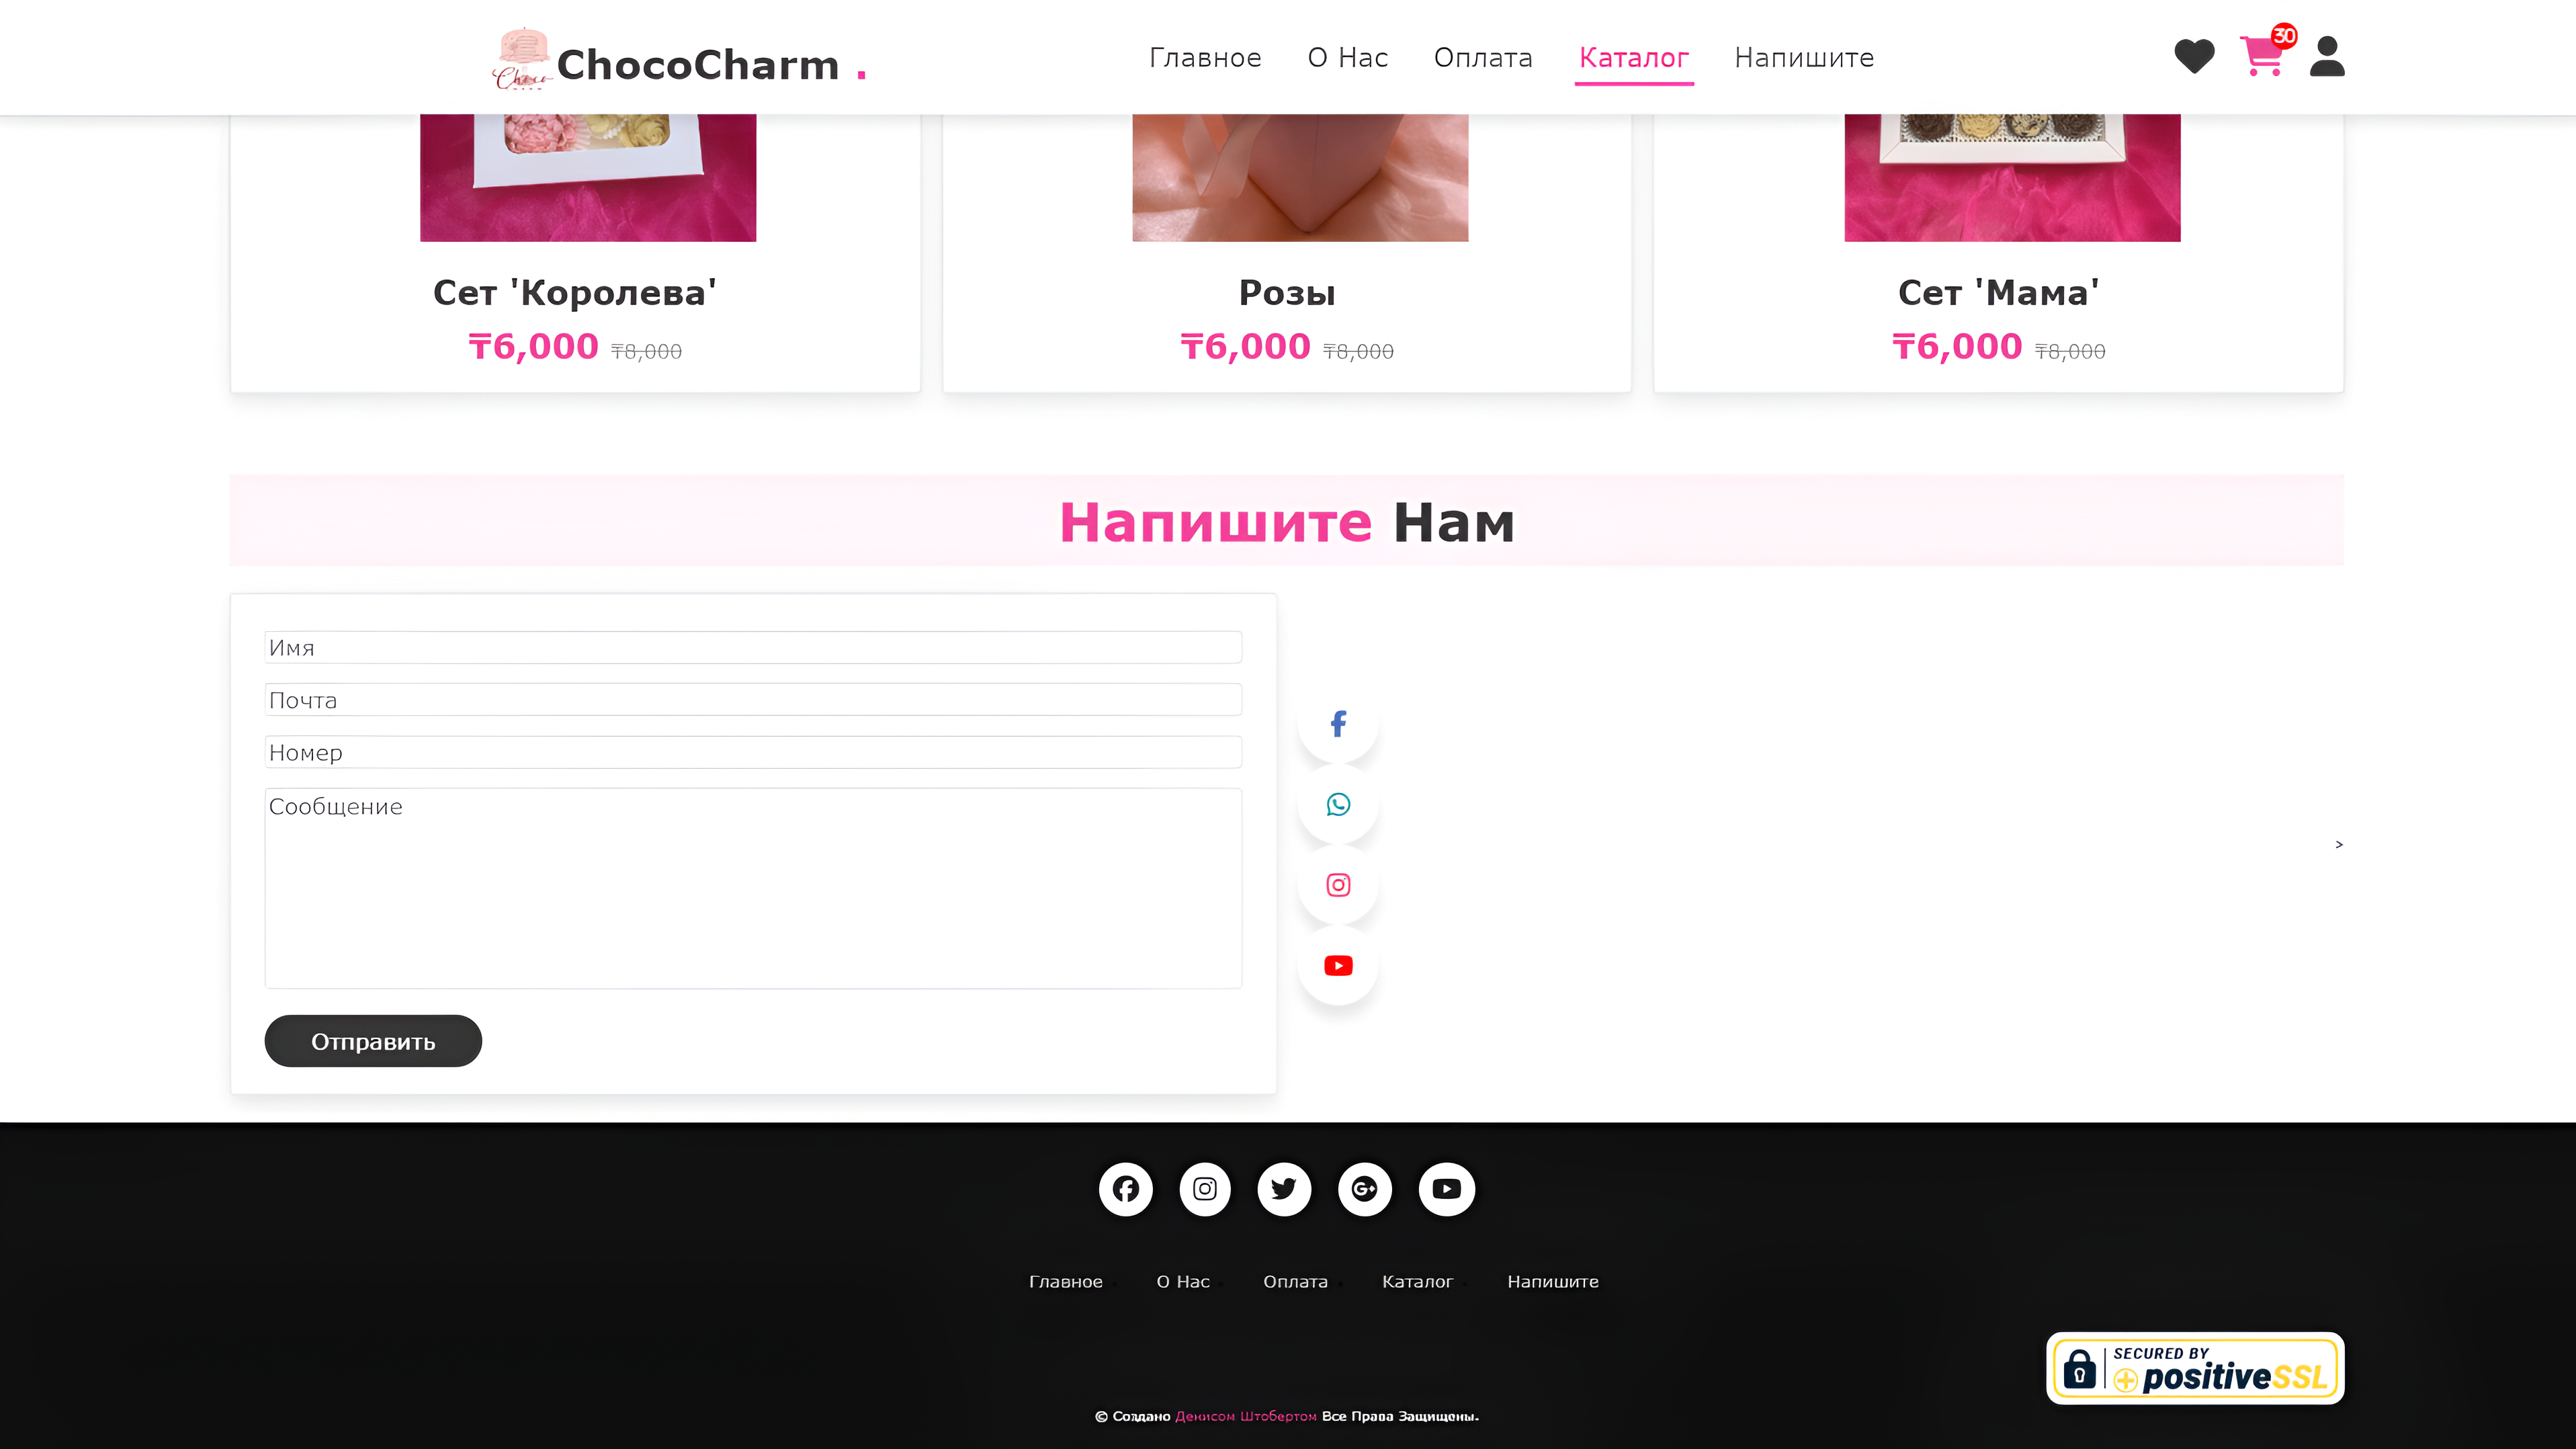 Choco
ChocoCharm .
Главное О Нас Оплата Каталог Напишите
30
Сет 'Королева'
₸6,000 ₸8,000
Розы
₸6,000 ₸8,000
Сет 'Мама'
₸6,000 ₸8,000
Напишите Нам
Имя
Почта
Номер
Сообщение
Отправить
>
Главное О Нас Оплата Каталог Напишите
SECURED BY
positiveSSL
© Создано Денисом Штобертом Все Права Защищены.